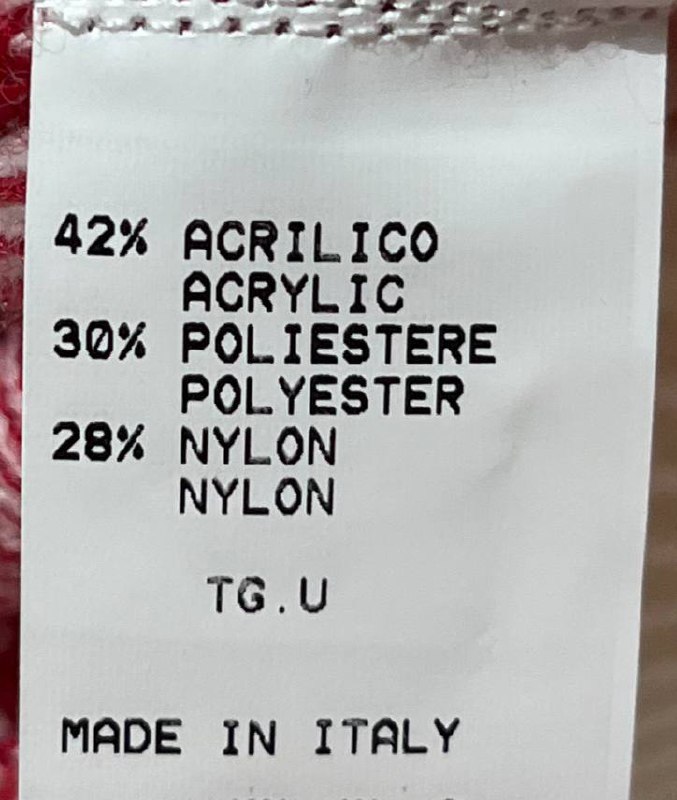 42% ACRILICO
ACRYLIC
30% POLIESTERE
POLYESTER
28% NYLON
NYLON
TG.U
MADE IN ITALY